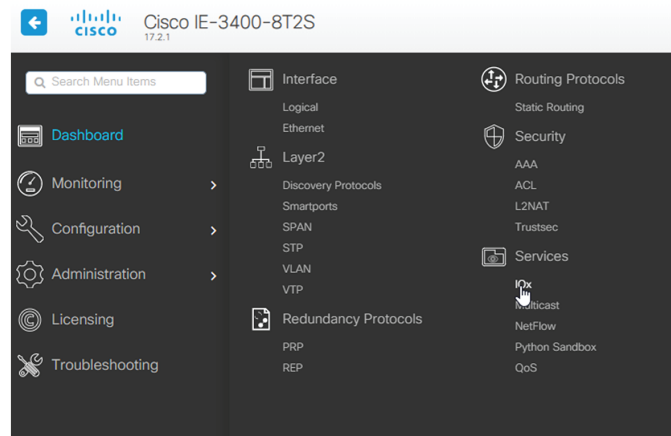 CISCO
Cisco IE-3400-8T2S
17.2.1
Search Menu Items
Dashboard
Monitoring
Configuration
Administration
Licensing
Troubleshooting
Interface
Logical
Ethernet
Layer2
Discovery Protocols
Smartports
SPAN
STP
VLAN
VTP
Redundancy Protocols
PRP
REP
Routing Protocols
Static Routing
Security
AAA
ACL
L2NAT
Trustsec
Services
IOx
Multicast
NetFlow
Python Sandbox
QoS